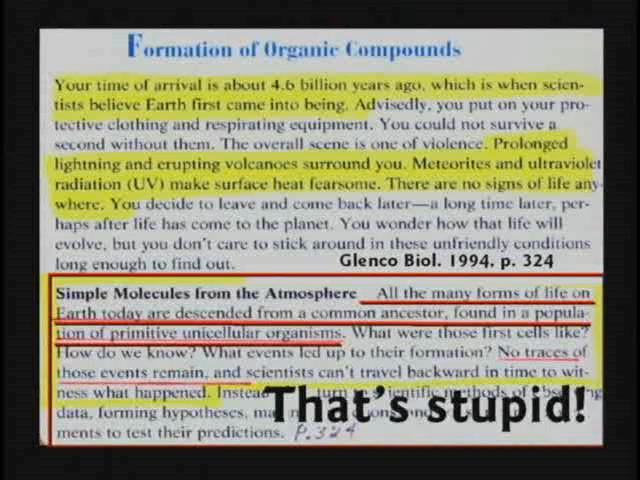 Formation of Organic Compounds
Your time of arrival is about 4.6 billion years ago, which is when scien-
tists believe Earth first came into being. Advisedly, you put on your pro-
tective clothing and respirating equipment. You could not survive a
second without them. The overall scene is one of violence. Prolonged
lightning and erupting volcanoes surround you. Meteorites and ultraviolet
radiation (UV) make surface heat fearsome. There are no signs of life any-
where. You decide to leave and come back later—a long time later, per-
haps after life has come to the planet. You wonder how that life will
evolve, but you don't care to stick around in these unfriendly conditions
long enough to find out.
Glenco Biol. 1994, p. 324
Simple Molecules from the Atmosphere All the many forms of life on
Earth today are descended from a common ancestor, found in a popula-
tion of primitive unicellular organisms. What were those first cells like?
How do we know? What events led up to their formation? No traces of
those events remain, and scientists can't travel backward in time to wit-
ness what happened. Instea turn entific methods of
data, forming hypotheses, ma
ments to test their predictions. P.324
That's stupid!